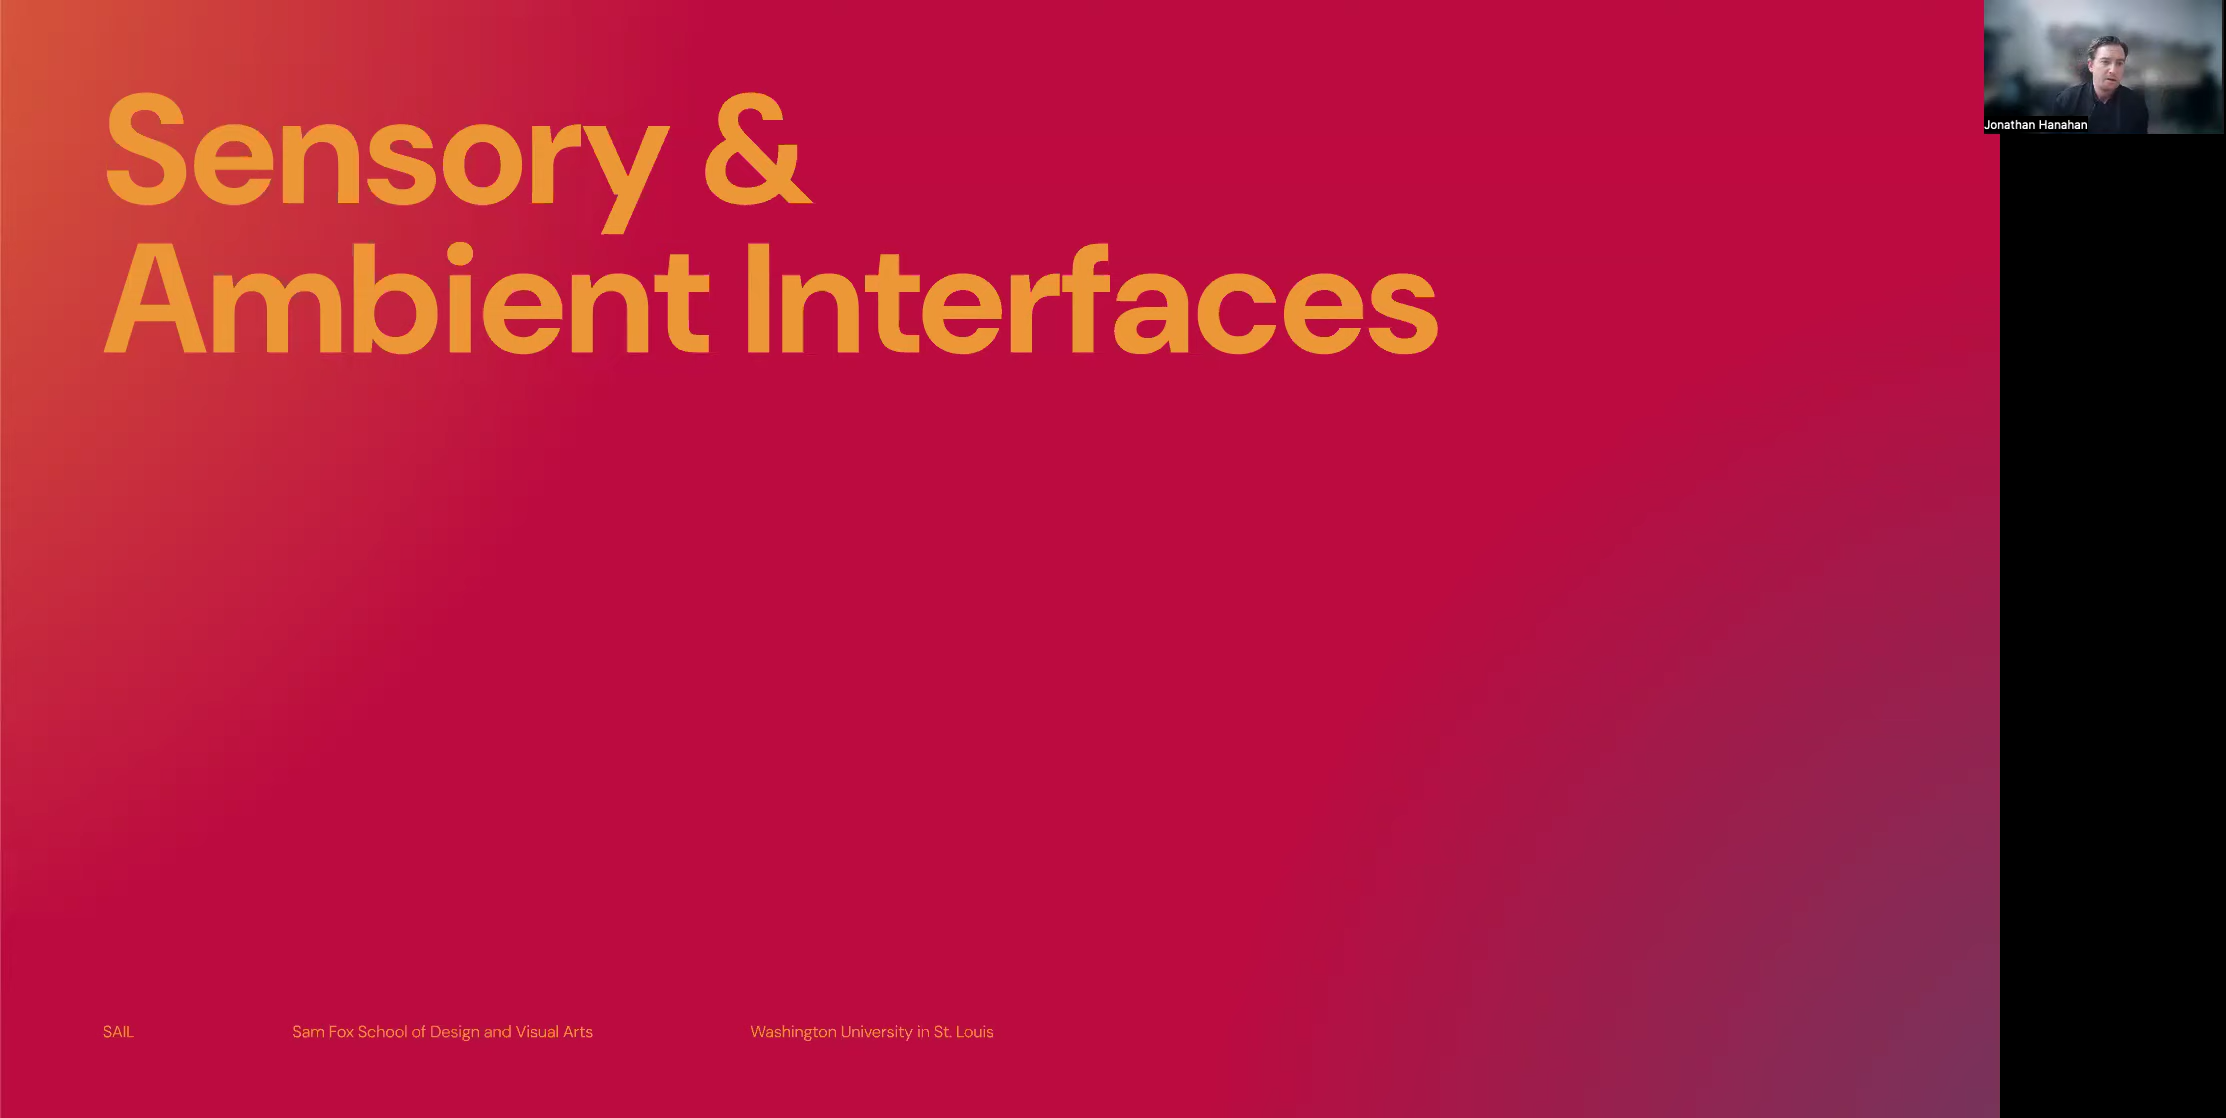 Sensory &
Ambient Interfaces
Jonathan Hanahan
SAIL
Sam Fox School of Design and Visual Arts
Washington University in St. Louis